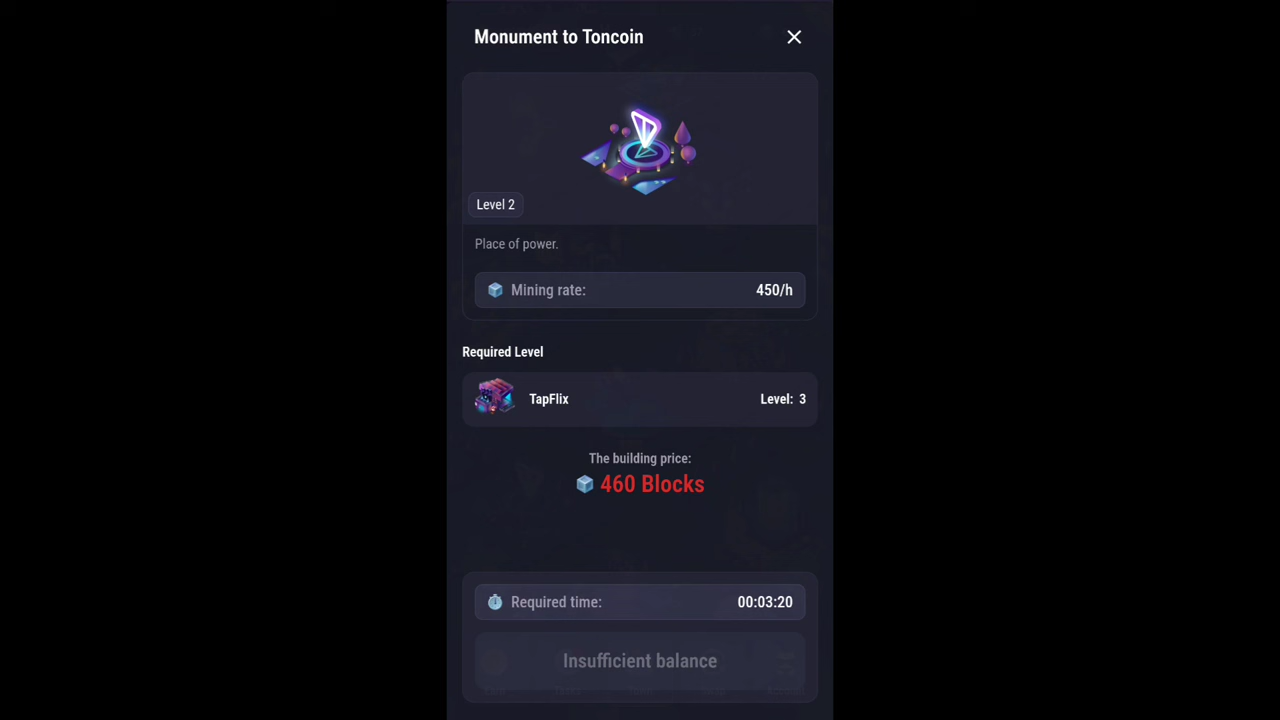 Monument to Toncoin
Level 2
Place of power.
Mining rate: 450/h
Required Level
TapFlix Level: 3
The building price:
460 Blocks
Required time: 00:03:20
Insufficient balance